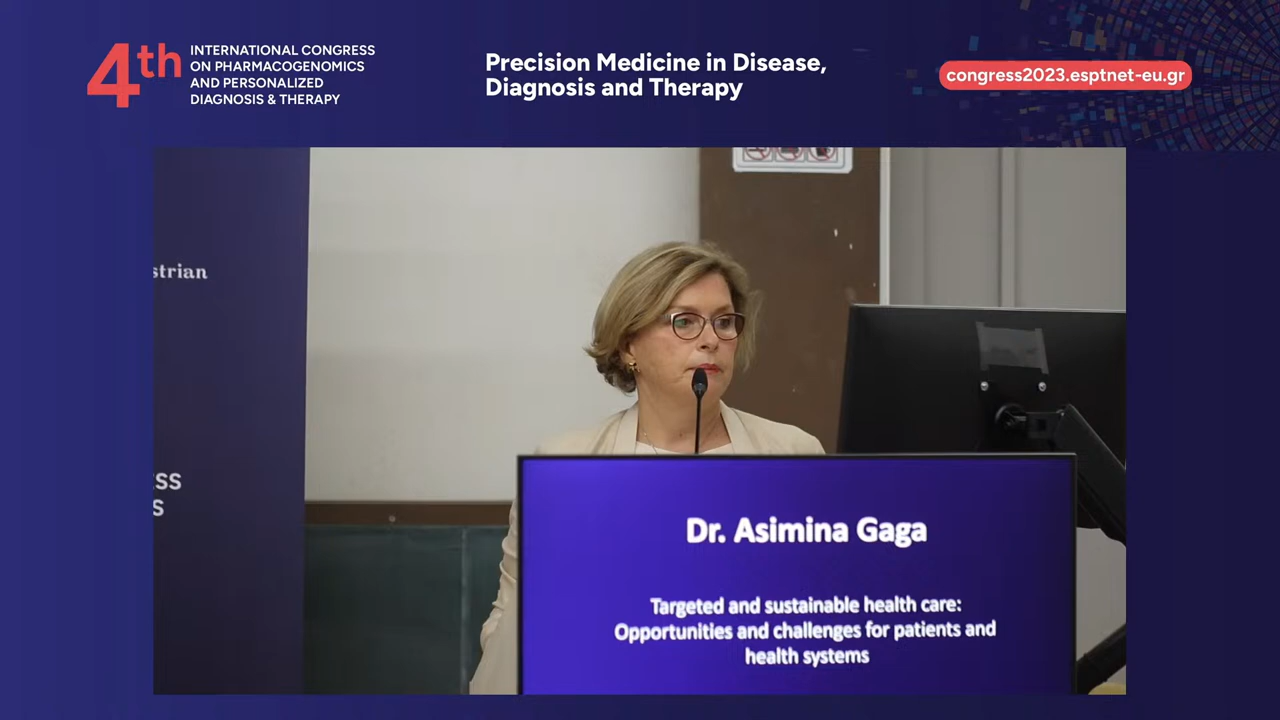 4th
INTERNATIONAL CONGRESS
ON PHARMACOGENOMICS
AND PERSONALIZED
DIAGNOSIS & THERAPY
Precision Medicine in Disease,
Diagnosis and Therapy
congress2023.esptnet-eu.gr
strian
SS
S
Dr. Asimina Gaga
Targeted and sustainable health care:
Opportunities and challenges for patients and
health systems